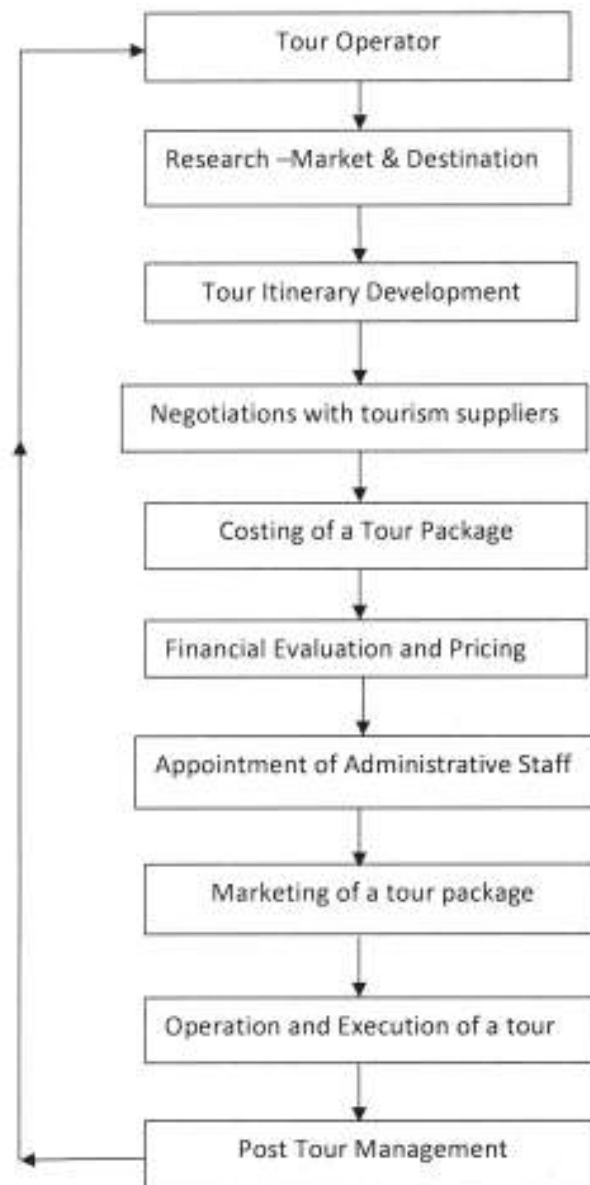 Tour Operator
Research –Market & Destination
Tour Itinerary Development
Negotiations with tourism suppliers
Costing of a Tour Package
Financial Evaluation and Pricing
Appointment of Administrative Staff
Marketing of a tour package
Operation and Execution of a tour
Post Tour Management